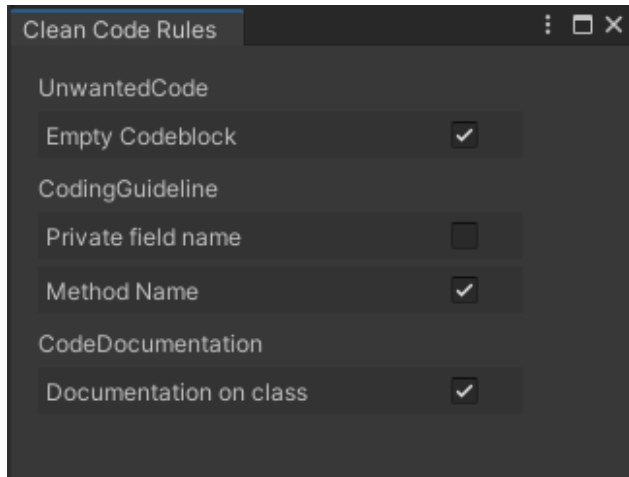 Clean Code Rules
UnwantedCode
Empty Codeblock
CodingGuideline
Private field name
Method Name
CodeDocumentation
Documentation on class